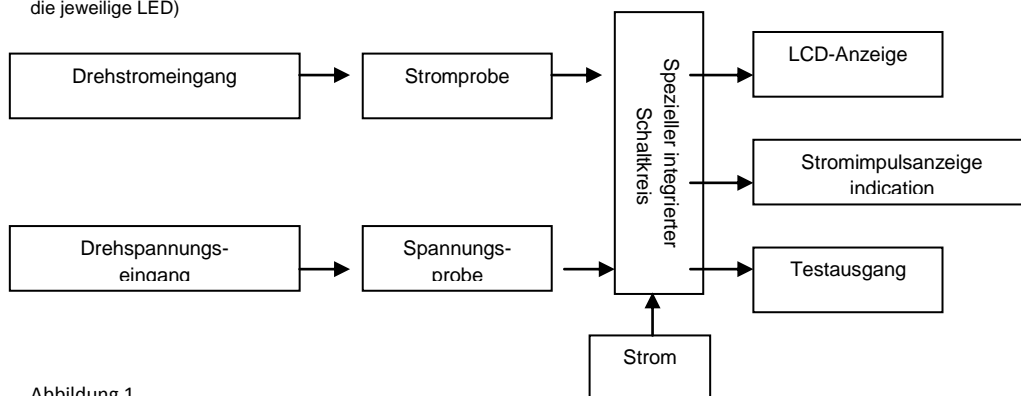 die jeweilige LED)
Drehstromeingang
Stromprobe
Spezieller integrierter
Schaltkreis
LCD-Anzeige
Stromimpulsanzeige
indication
Drehspannungs-
eingang
Spannungs-
probe
Testausgang
Strom
Abbildung 1